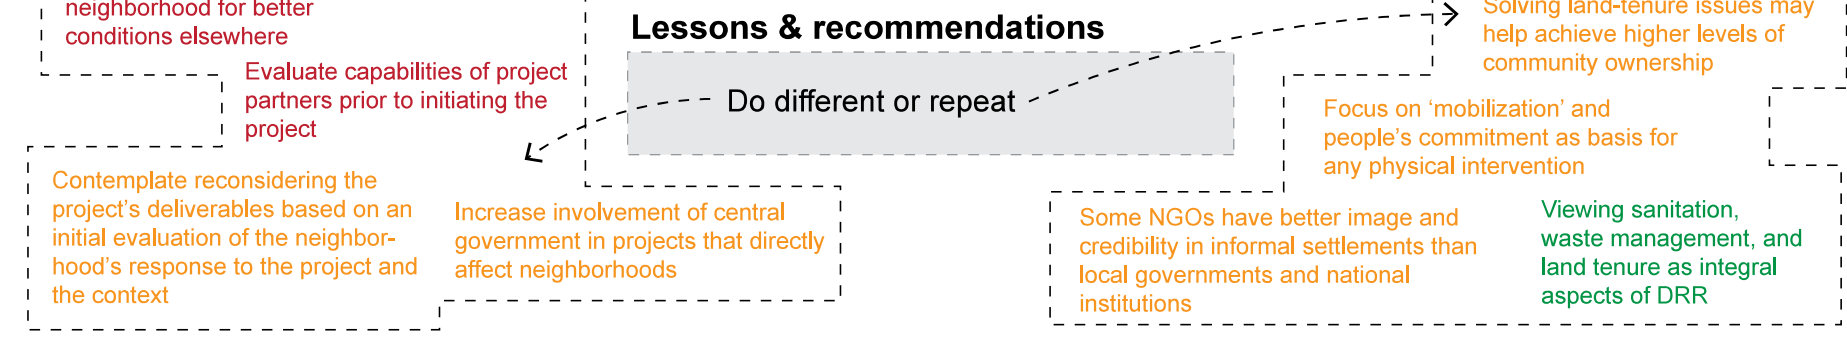 neighborhood for better
conditions elsewhere
Evaluate capabilities of project
partners prior to initiating the
project
Contemplate reconsidering the
project's deliverables based on an
initial evaluation of the neighbor-
hood's response to the project and
the context
Increase involvement of central
government in projects that directly
affect neighborhoods
Lessons & recommendations
Do different or repeat
Solving land-tenure issues may
help achieve higher levels of
community ownership
Focus on ‘mobilization’ and
people’s commitment as basis for
any physical intervention
Some NGOs have better image and
credibility in informal settlements than
local governments and national
institutions
Viewing sanitation,
waste management, and
land tenure as integral
aspects of DRR